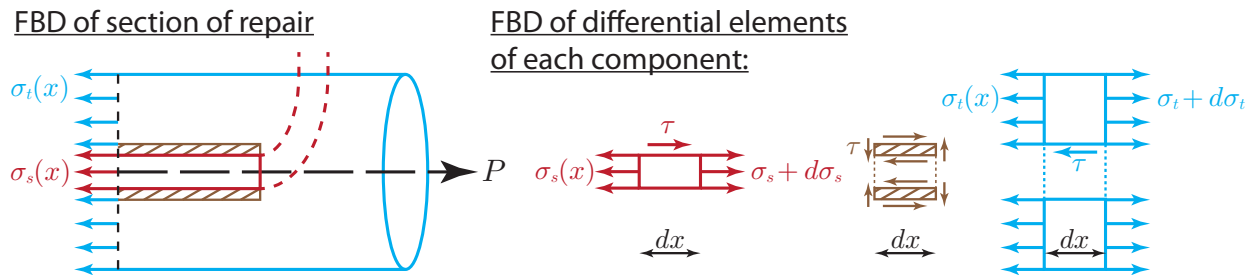 FBD of section of repair
FBD of differential elements
of each component:
σₜ(x)
σₛ(x)
P
τ
σₛ(x)
σₛ + dσₛ
dx
τ
dx
σₜ(x)
σₜ + dσₜ
τ
dx